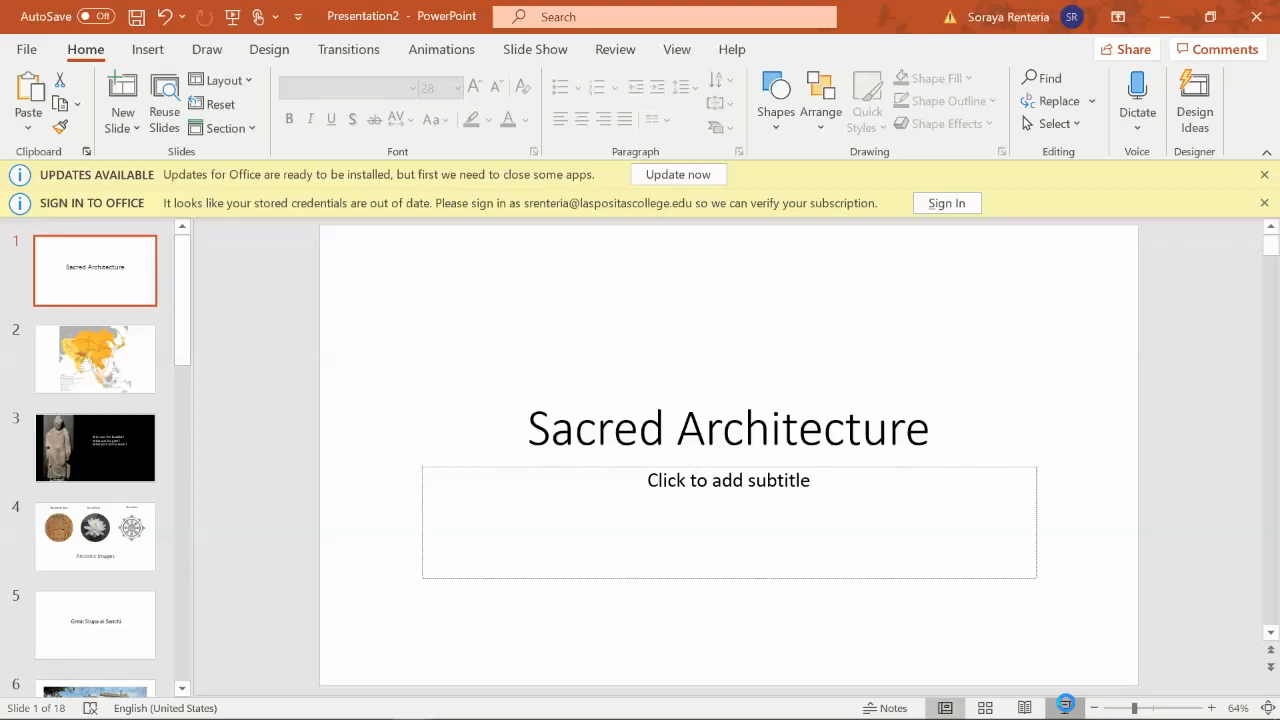 AutoSave Off Presentation2 - PowerPoint Search Soraya Renteria SR
File Home Insert Draw Design Transitions Animations Slide Show Review View Help Share Comments
Paste New Slide Reuse Slides Layout Reset Section 28 Aa Shapes Arrange Quick Styles Shape Fill Shape Outline Shape Effects Find Replace Select Dictate Design Ideas
Clipboard Slides Font Paragraph Drawing Editing Voice Designer
UPDATES AVAILABLE Updates for Office are ready to be installed, but first we need to close some apps. Update now
SIGN IN TO OFFICE It looks like your stored credentials are out of date. Please sign in as srenteria@laspositascollege.edu so we can verify your subscription. Sign In
1
Sacred Architecture
2
3
4
Aniconic Images
5
Great Stupa at Sanchi
6
Sacred Architecture
Click to add subtitle
Slide 1 of 18 English (United States) Notes 64%